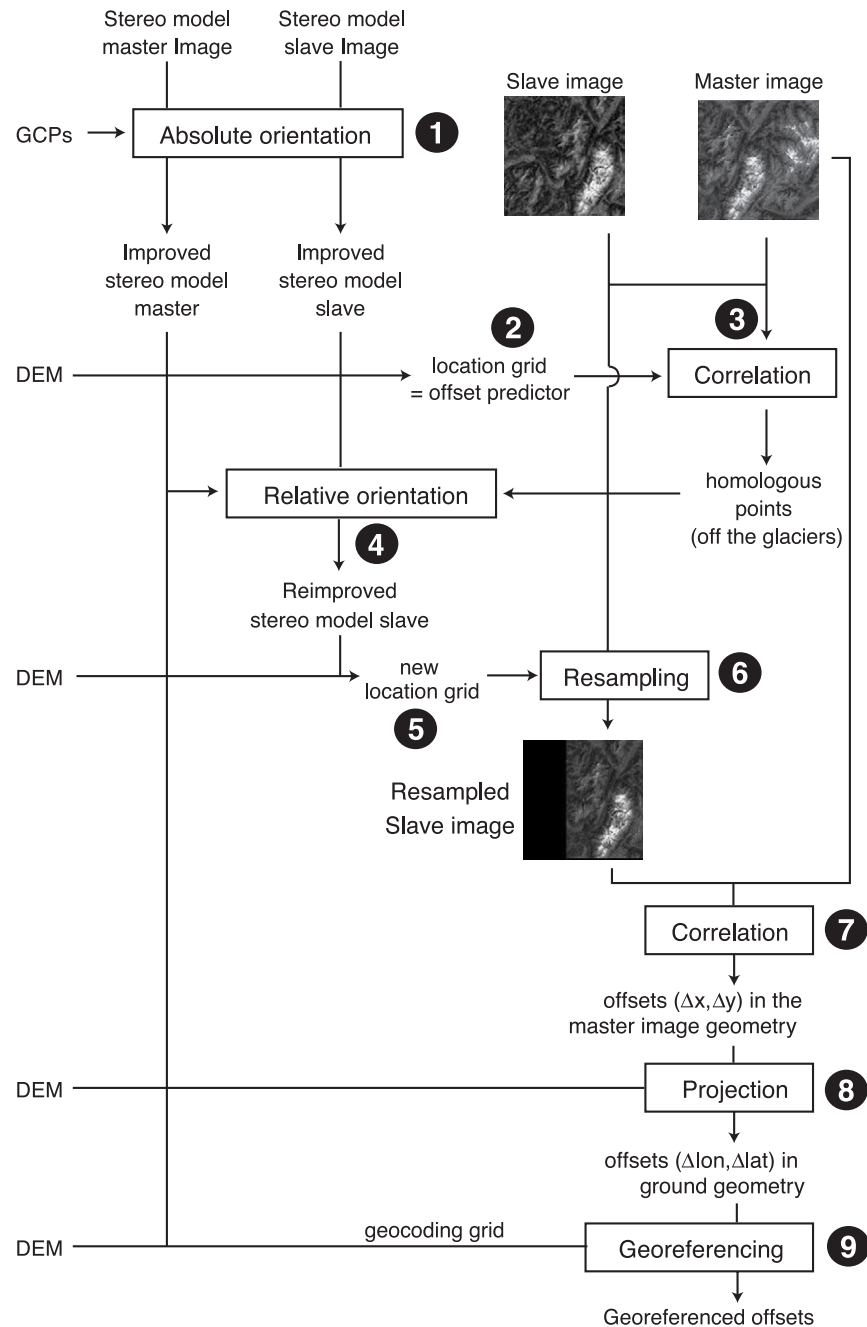 Stereo model
master Image
Stereo model
slave Image
Slave image
Master image
GCPs
Absolute orientation
1
Improved
stereo model
master
Improved
stereo model
slave
2
3
DEM
location grid
= offset predictor
Correlation
Relative orientation
homologous
points
(off the glaciers)
4
Reimproved
stereo model slave
DEM
new
location grid
5
Resampling
6
Resampled
Slave image
Correlation
7
offsets (Δx,Δy) in the
master image geometry
DEM
Projection
8
offsets (Δlon,Δlat) in
ground geometry
DEM
geocoding grid
Georeferencing
9
Georeferenced offsets